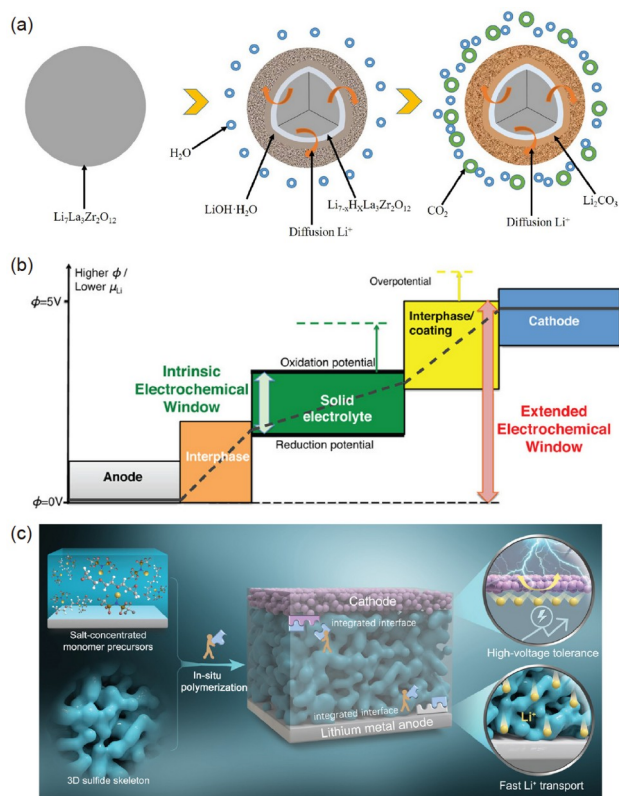 (a)
H₂O
Li₇La₃Zr₂O₁₂
LiOH·H₂O
Diffusion Li⁺
Li₇₋ₓHₓLa₃Zr₂O₁₂
CO₂
Diffusion Li⁺
Li₂CO₃
(b)
Higher ϕ /
Lower μLi
ϕ=5V
ϕ=0V
Anode
Interphase
Intrinsic
Electrochemical
Window
Oxidation potential
Solid
electrolyte
Reduction potential
Overpotential
Interphase/
coating
Cathode
Extended
Electrochemical
Window
(c)
Salt-concentrated
monomer precursors
3D sulfide skeleton
In-situ
polymerization
Cathode
integrated interface
integrated interface
Lithium metal anode
High-voltage tolerance
Li⁺
Fast Li⁺ transport